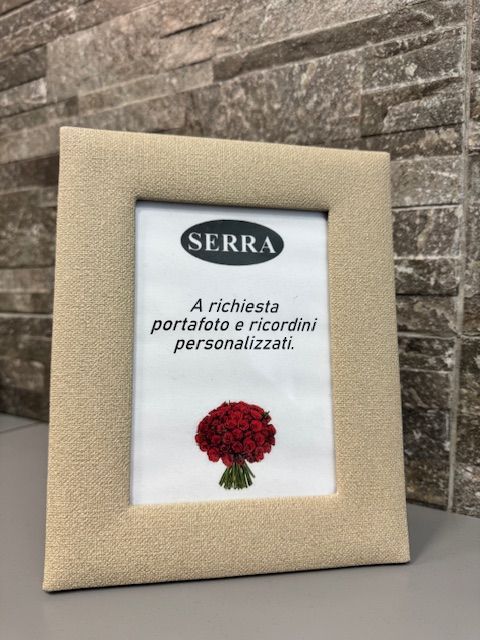 SERRA
A richiesta
portafoto e ricordini
personalizzati.